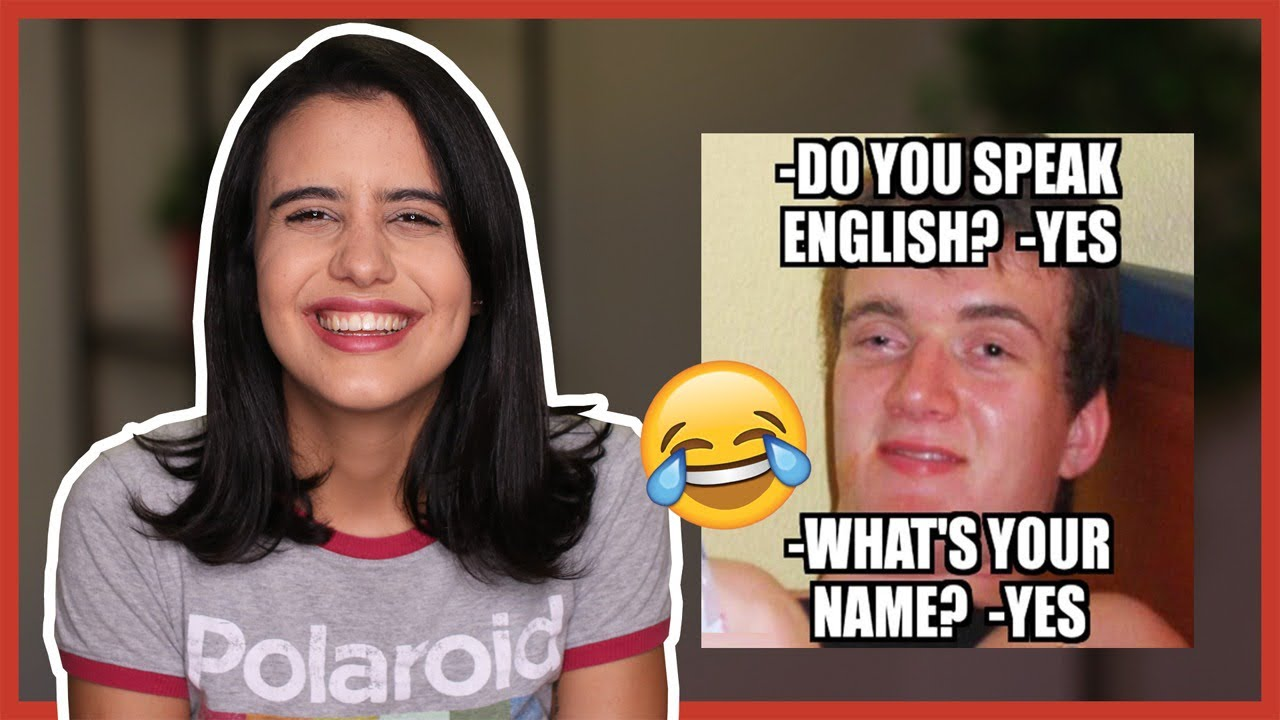 -DO YOU SPEAK
ENGLISH? -YES
-WHAT'S YOUR
NAME? -YES
Polaroid